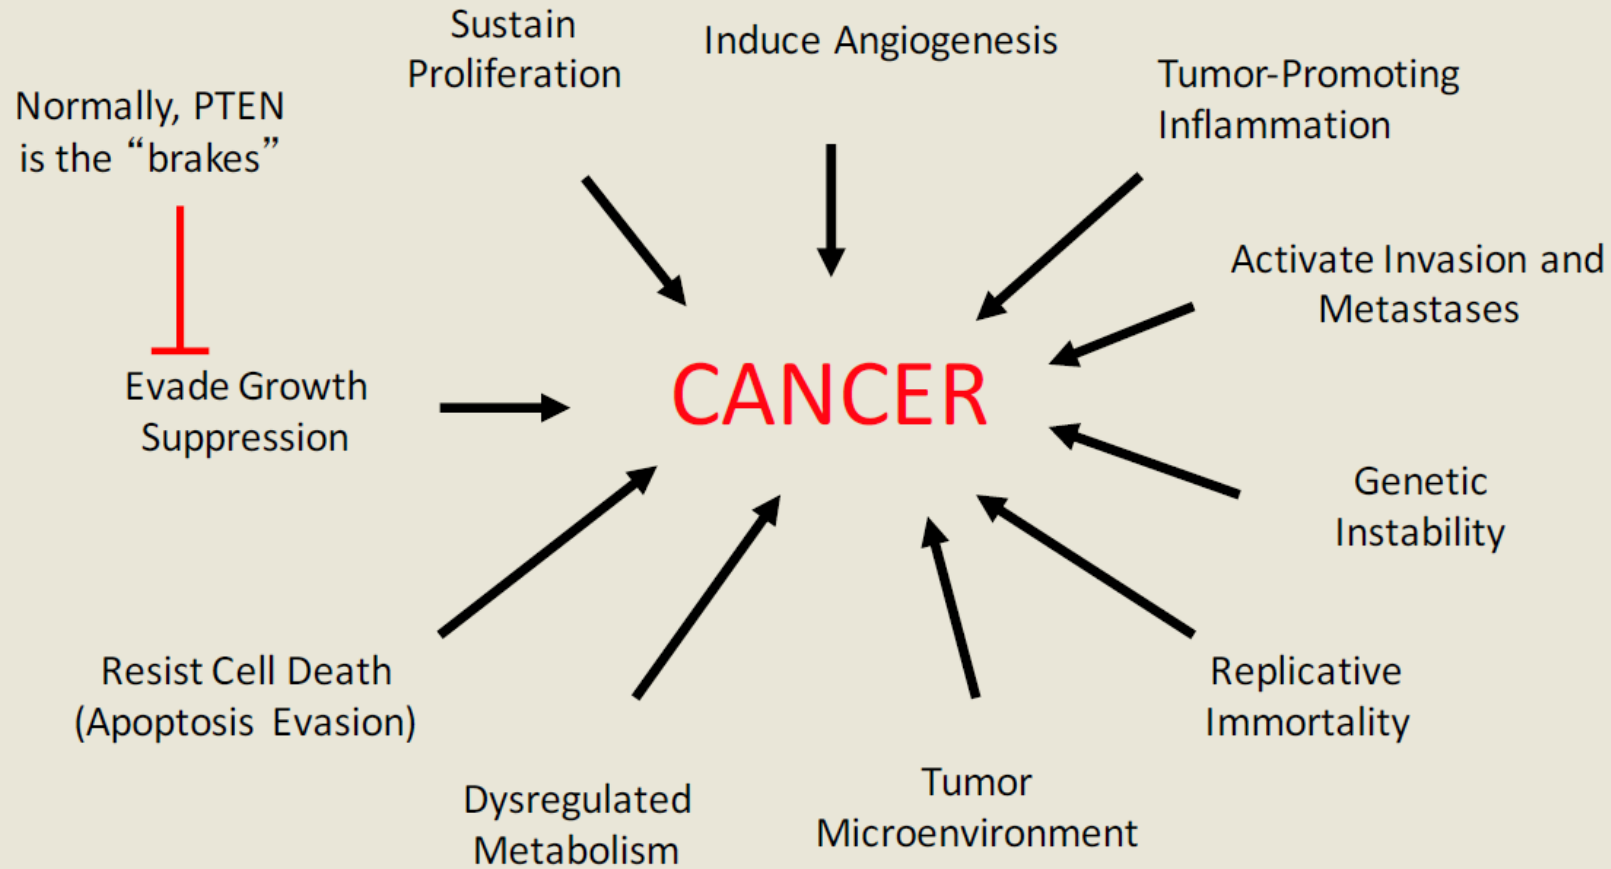 Sustain
Proliferation
Induce Angiogenesis
Tumor-Promoting
Inflammation
Normally, PTEN
is the “brakes”
Activate Invasion and
Metastases
CANCER
Evade Growth
Suppression
Genetic
Instability
Resist Cell Death
(Apoptosis Evasion)
Replicative
Immortality
Dysregulated
Metabolism
Tumor
Microenvironment